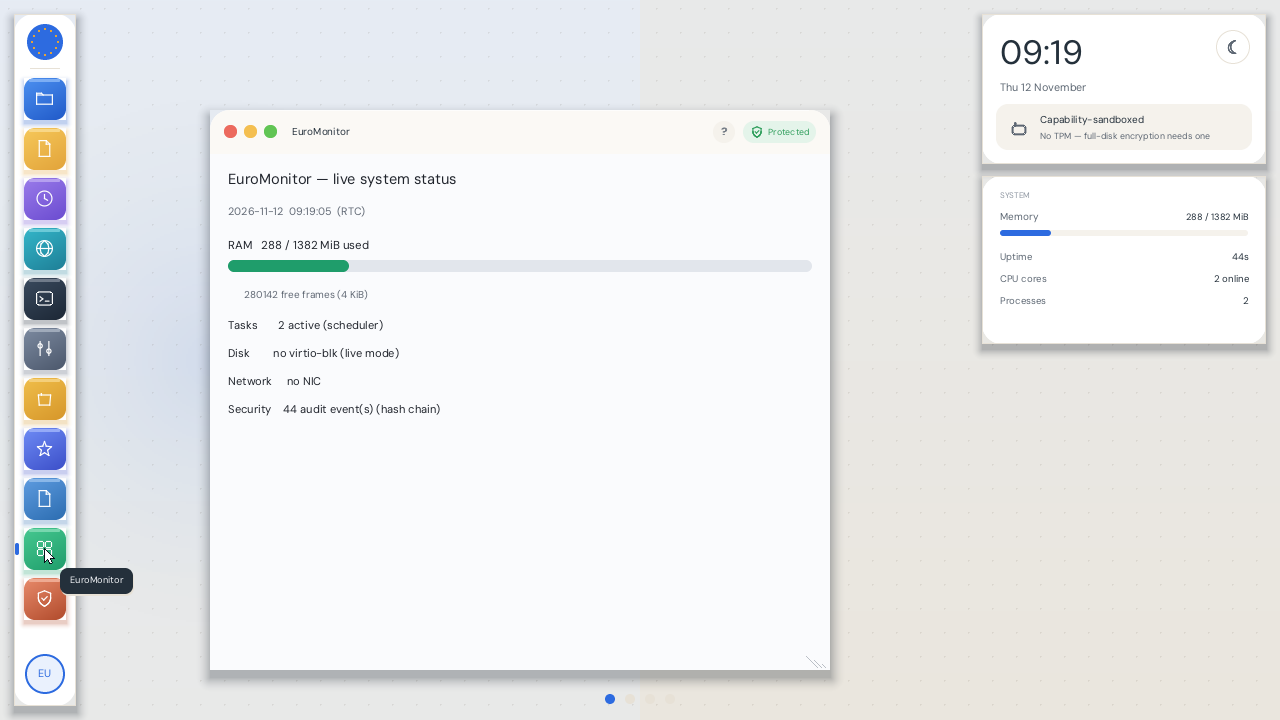 EuroMonitor
?
Protected
EuroMonitor — live system status
2026-11-12 09:19:05 (RTC)
RAM 288 / 1382 MiB used
280142 free frames (4 KiB)
Tasks 2 active (scheduler)
Disk no virtio-blk (live mode)
Network no NIC
Security 44 audit event(s) (hash chain)
EuroMonitor
EU
09:19
Thu 12 November
Capability-sandboxed
No TPM — full-disk encryption needs one
SYSTEM
Memory 288 / 1382 MiB
Uptime 44s
CPU cores 2 online
Processes 2